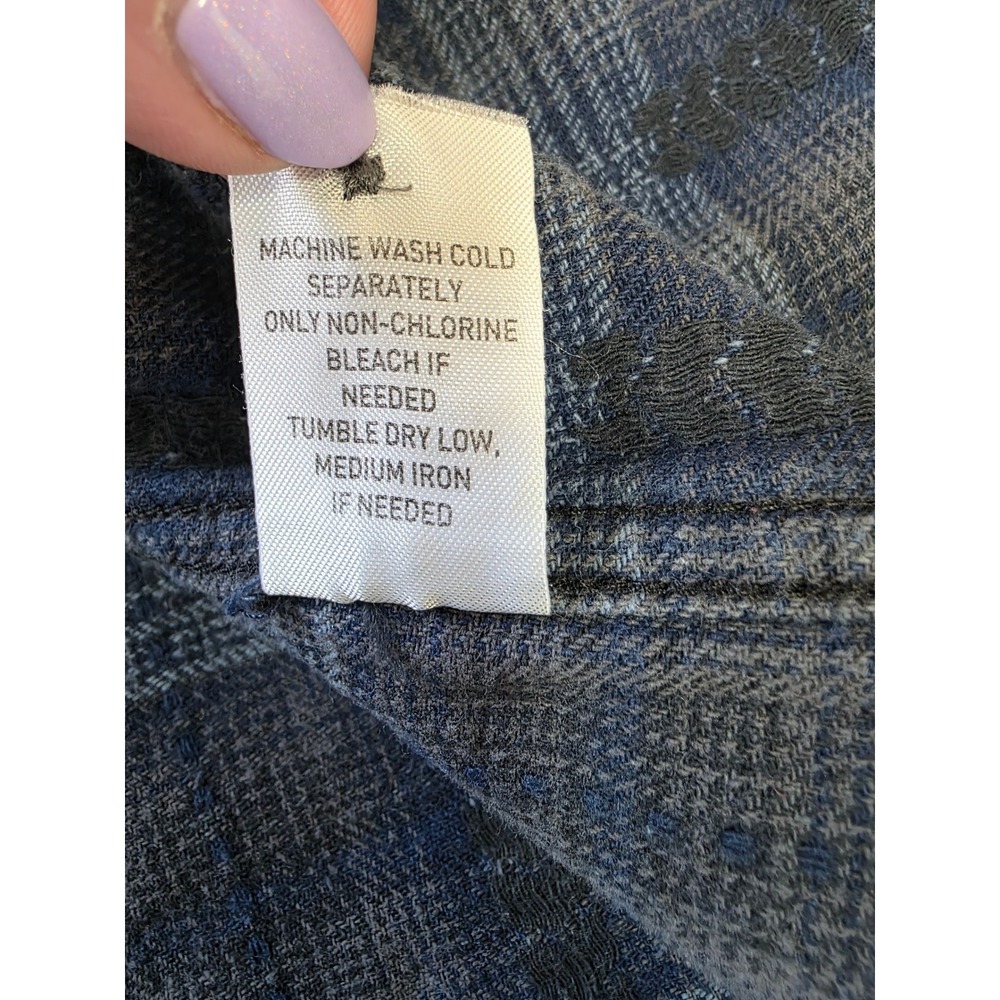 MACHINE WASH COLD
SEPARATELY
ONLY NON-CHLORINE
BLEACH IF
NEEDED
TUMBLE DRY LOW,
MEDIUM IRON
IF NEEDED